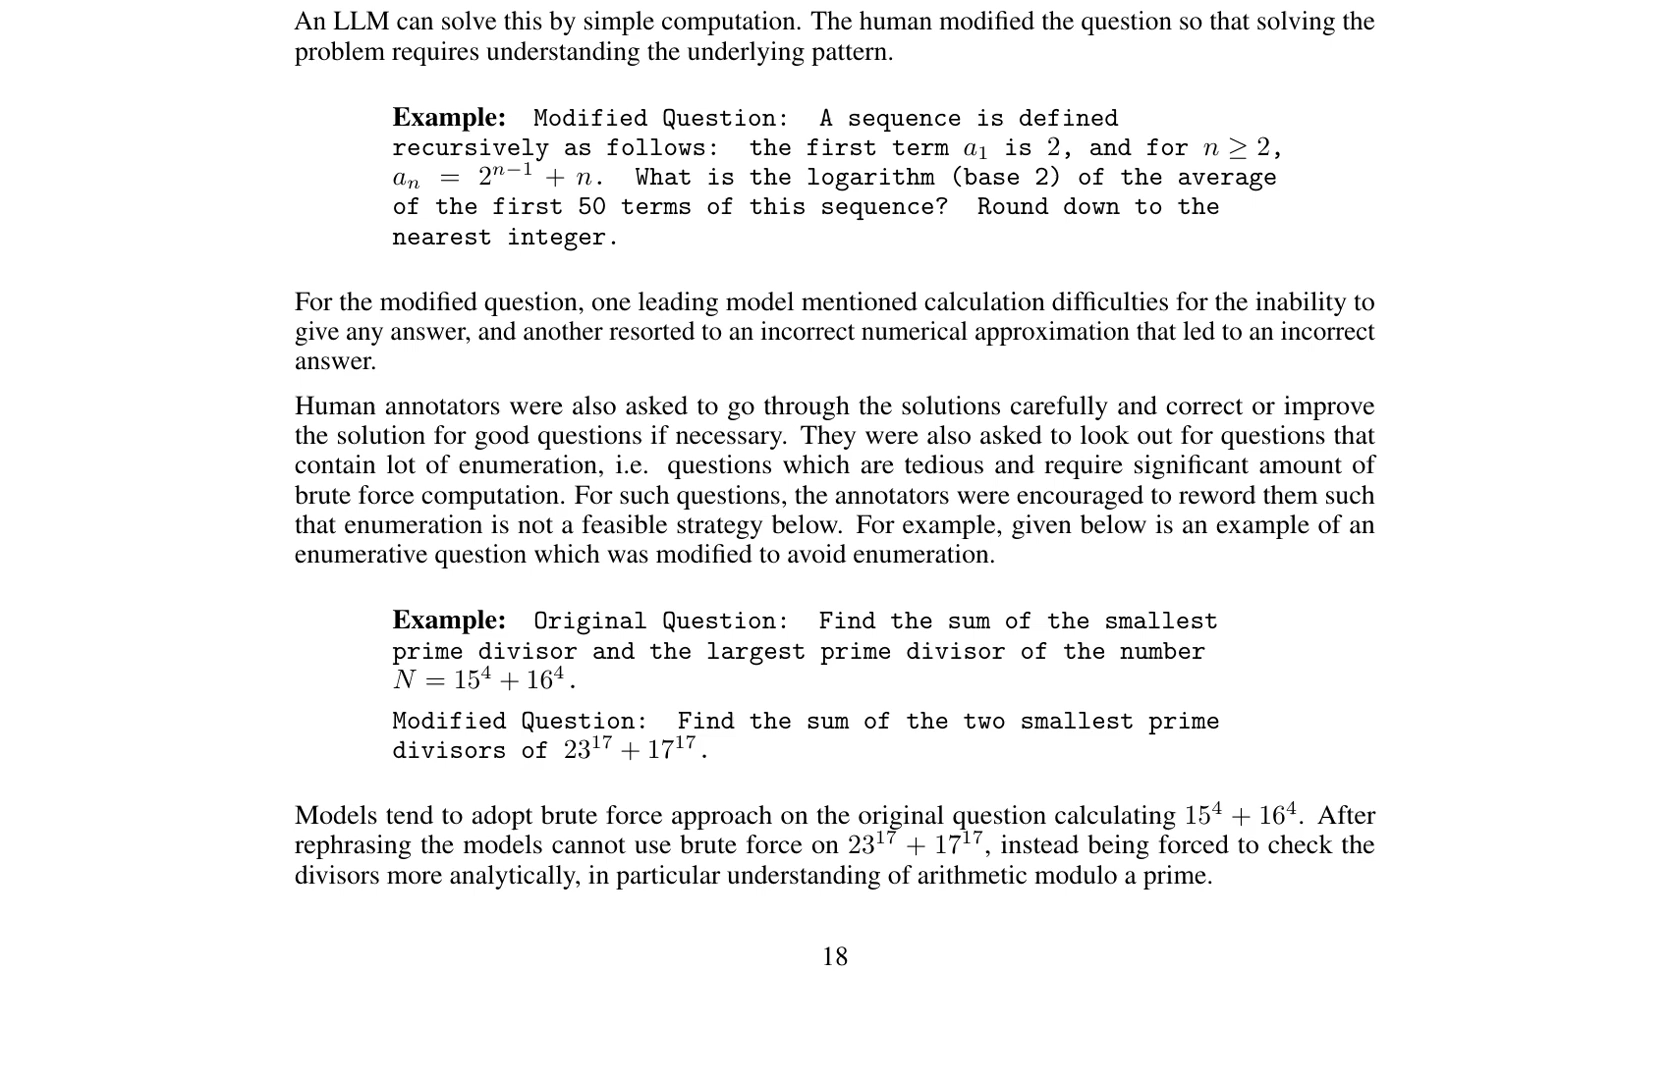 An LLM can solve this by simple computation. The human modified the question so that solving the
problem requires understanding the underlying pattern.
Example: Modified Question: A sequence is defined
recursively as follows: the first term a₁ is 2, and for n ≥ 2,
aₙ = 2ⁿ⁻¹ + n. What is the logarithm (base 2) of the average
of the first 50 terms of this sequence? Round down to the
nearest integer.
For the modified question, one leading model mentioned calculation difficulties for the inability to
give any answer, and another resorted to an incorrect numerical approximation that led to an incorrect
answer.
Human annotators were also asked to go through the solutions carefully and correct or improve
the solution for good questions if necessary. They were also asked to look out for questions that
contain lot of enumeration, i.e. questions which are tedious and require significant amount of
brute force computation. For such questions, the annotators were encouraged to reword them such
that enumeration is not a feasible strategy below. For example, given below is an example of an
enumerative question which was modified to avoid enumeration.
Example: Original Question: Find the sum of the smallest
prime divisor and the largest prime divisor of the number
N = 15⁴ + 16⁴.
Modified Question: Find the sum of the two smallest prime
divisors of 23¹⁷ + 17¹⁷.
Models tend to adopt brute force approach on the original question calculating 15⁴ + 16⁴. After
rephrasing the models cannot use brute force on 23¹⁷ + 17¹⁷, instead being forced to check the
divisors more analytically, in particular understanding of arithmetic modulo a prime.
18